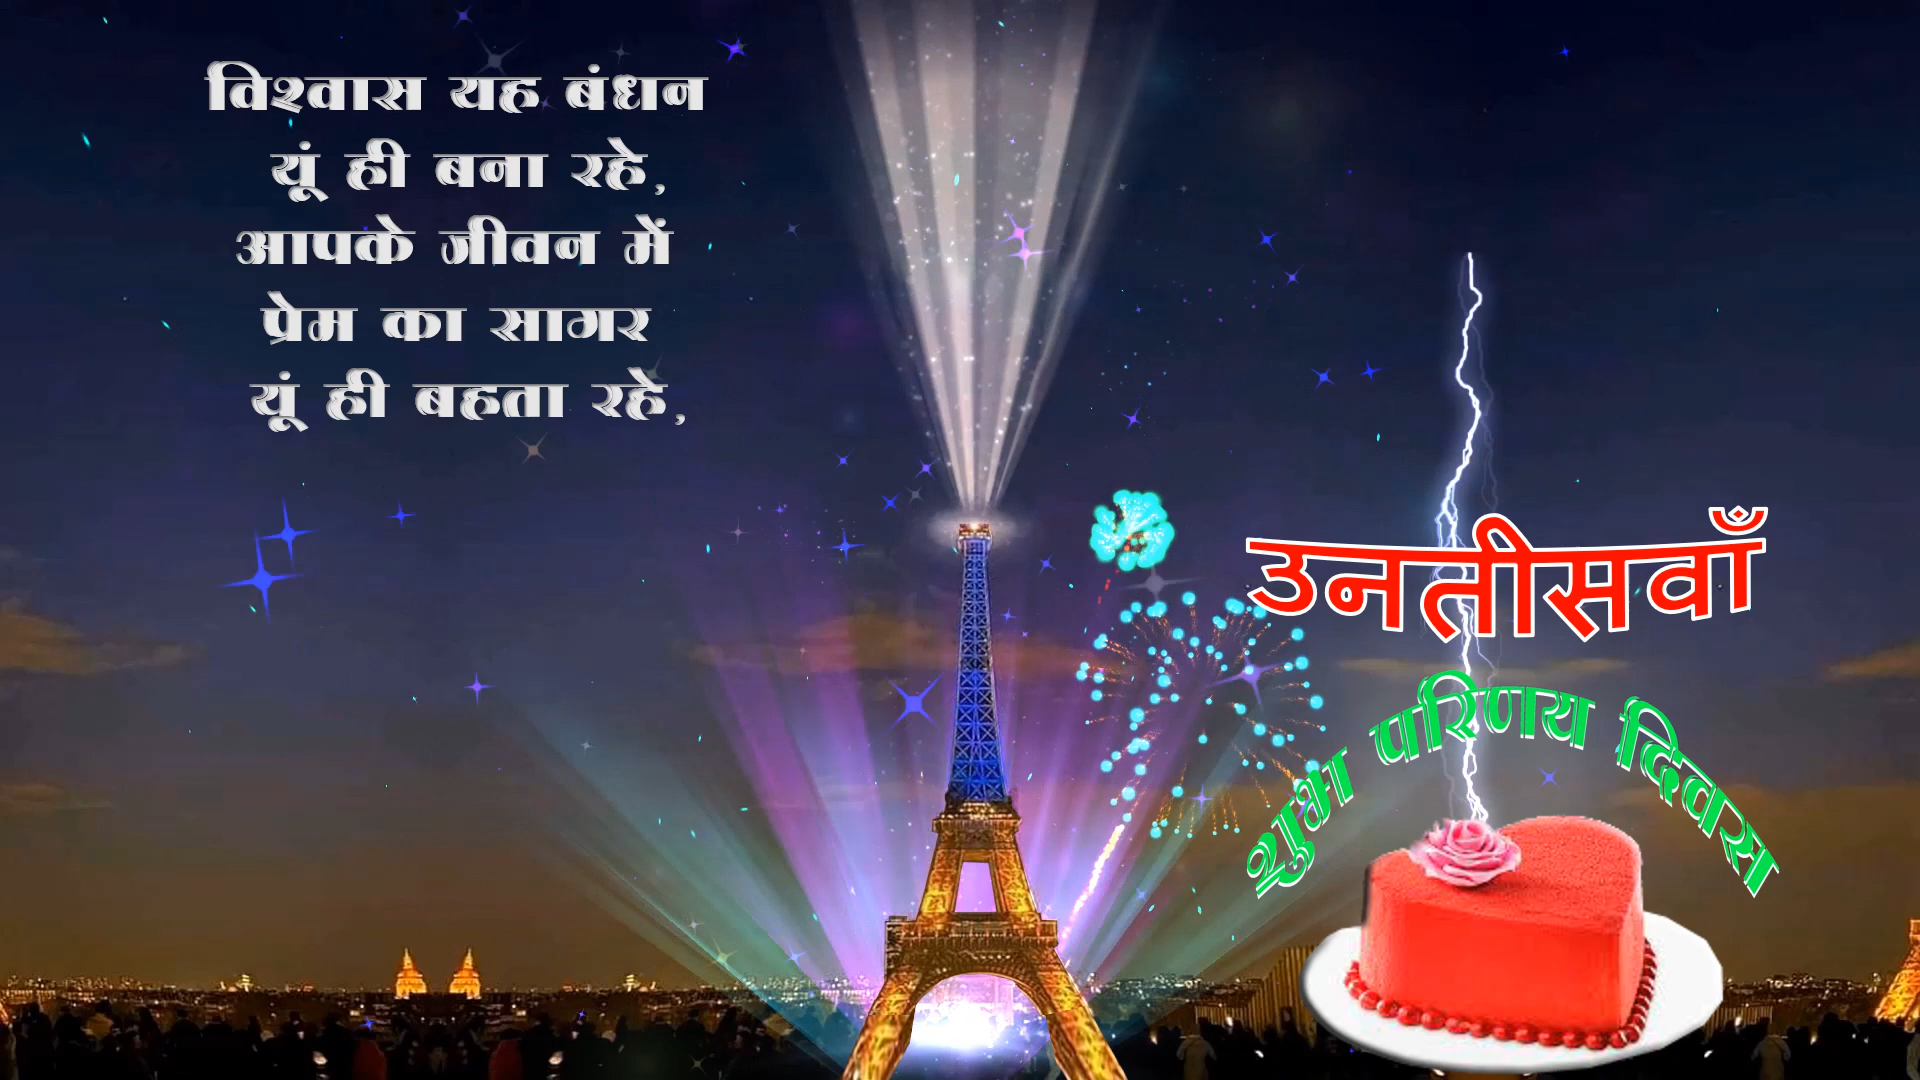 विश्वास यह बंधन
यूं ही बना रहे,
आपके जीवन में
प्रेम का सागर
यूं ही बहता रहे,
उनतीसवाँ
शुभ परिणय दिवस